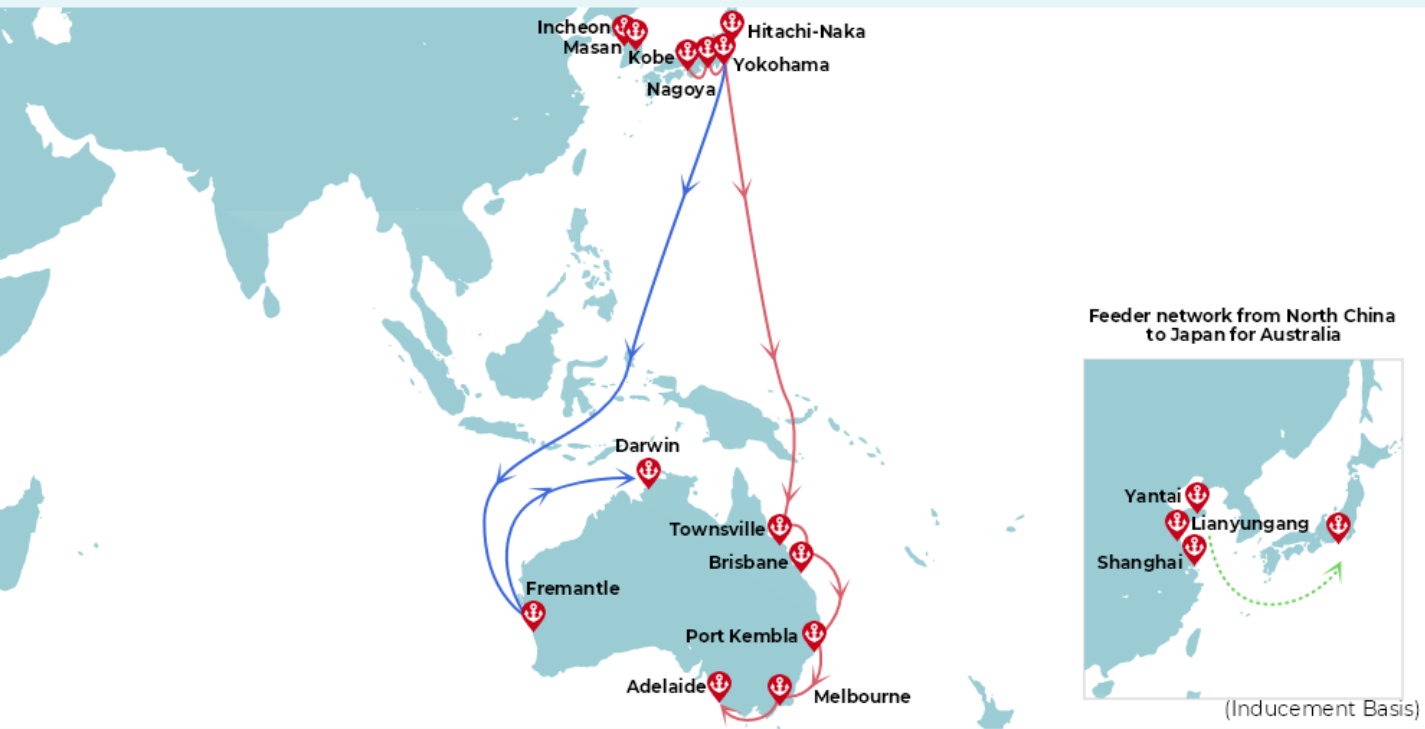 Incheon
Hitachi-Naka
Masan
Kobe
Yokohama
Nagoya
Feeder network from North China
to Japan for Australia
Darwin
Yantai
Lianyungang
Townsville
Brisbane
Shanghai
Fremantle
Port Kembla
Adelaide
Melbourne
(Inducement Basis)